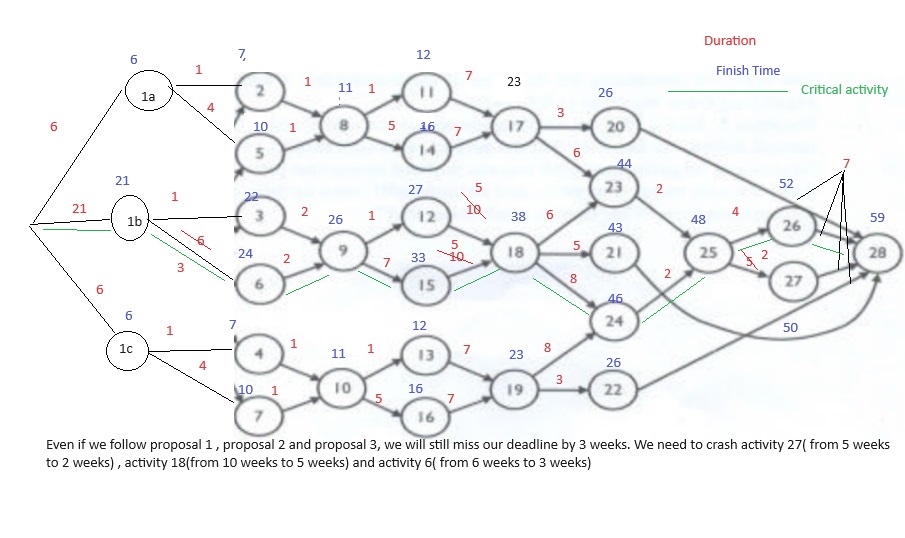 Duration
Finish Time
Critical activity
6 12 7, 23 26
1a 1 2 1 11 1 11 7 17 3 20
6 4 10 5 1 8 5 16 14 7 6 44 23 2
21 22 27 5 10 52 7
21 1b 1 3 2 26 1 12 38 6 43 48 4 26 59
6 24 9 33 5 10 18 5 21 25 28
3 6 2 7 15 8 46 2 5 2 27
6 24 50
6 7 12
1c 1 4 1 11 1 13 7 23 8 26
4 10 7 1 10 5 16 16 7 19 3 22
Even if we follow proposal 1 , proposal 2 and proposal 3, we will still miss our deadline by 3 weeks. We need to crash activity 27( from 5 weeks
to 2 weeks) , activity 18(from 10 weeks to 5 weeks) and activity 6( from 6 weeks to 3 weeks)